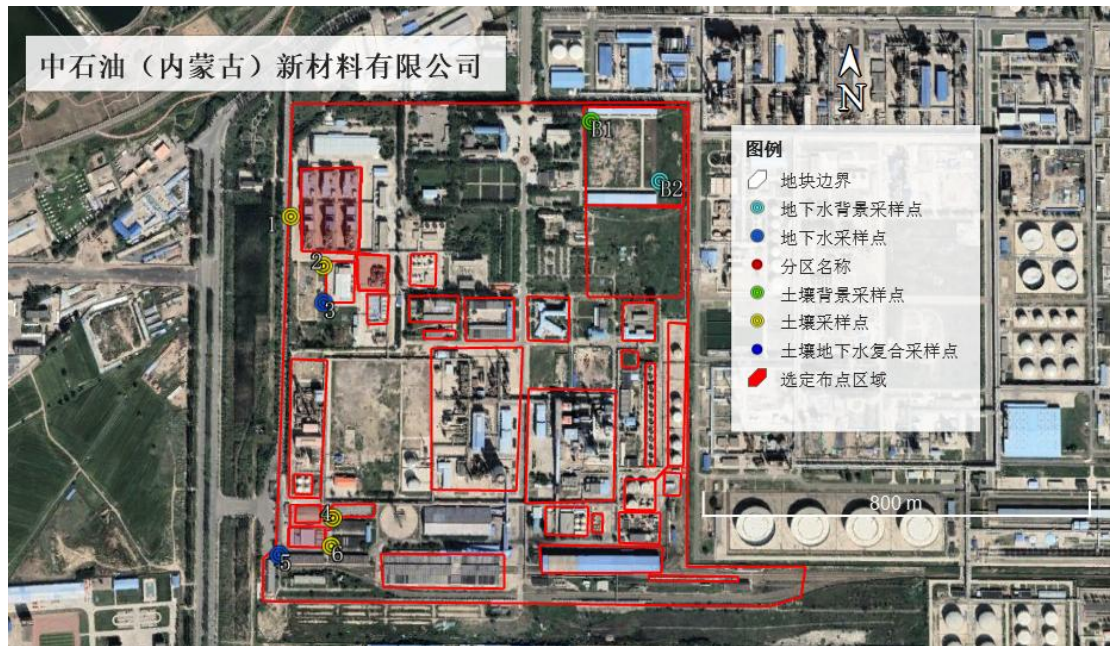 中石油（内蒙古）新材料有限公司
N
B1
B2
图例
地块边界
地下水背景采样点
地下水采样点
分区名称
土壤背景采样点
土壤采样点
土壤地下水复合采样点
选定布点区域
1
2
3
800 m
4
5
6